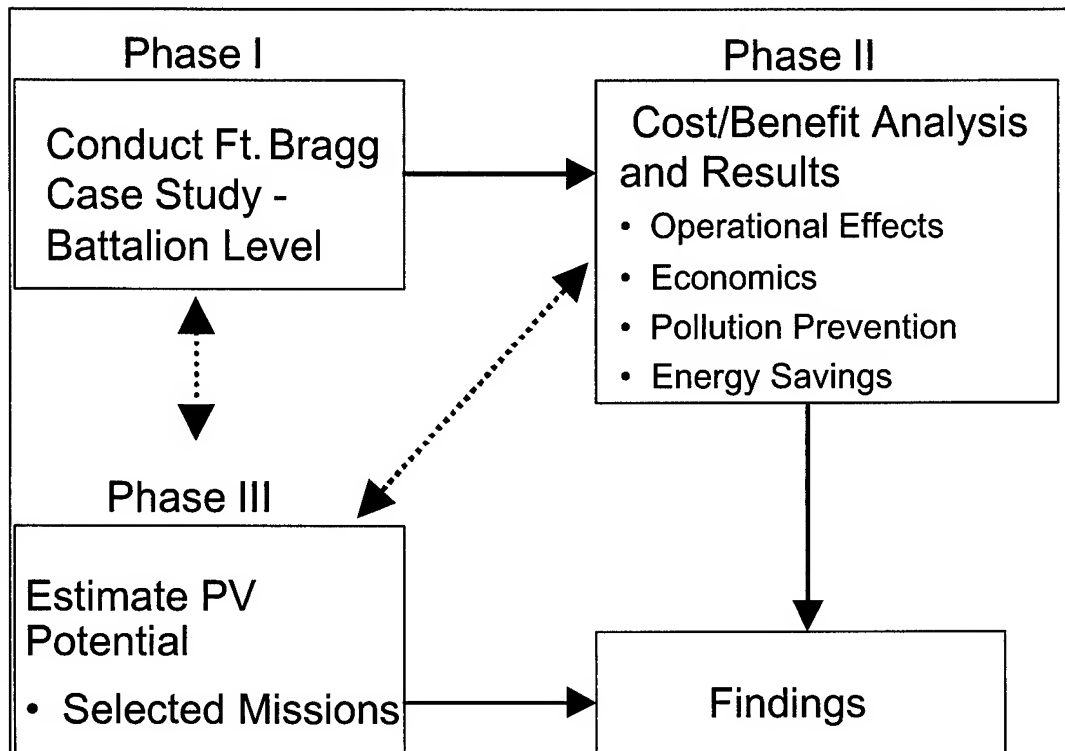 Phase I
Conduct Ft. Bragg
Case Study -
Battalion Level
Phase II
Cost/Benefit Analysis
and Results
• Operational Effects
• Economics
• Pollution Prevention
• Energy Savings
Phase III
Estimate PV
Potential
• Selected Missions
Findings